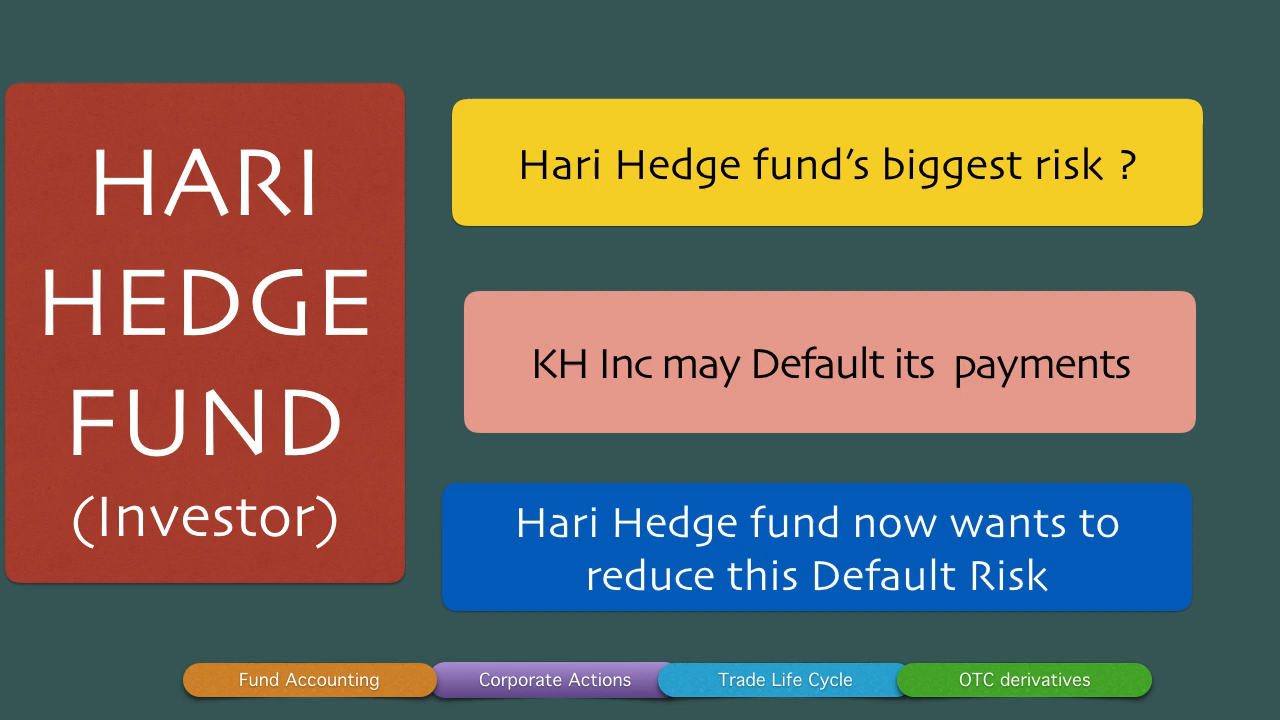 HARI
HEDGE
FUND
(Investor)
Hari Hedge fund’s biggest risk ?
KH Inc may Default its payments
Hari Hedge fund now wants to
reduce this Default Risk
Fund Accounting
Corporate Actions
Trade Life Cycle
OTC derivatives